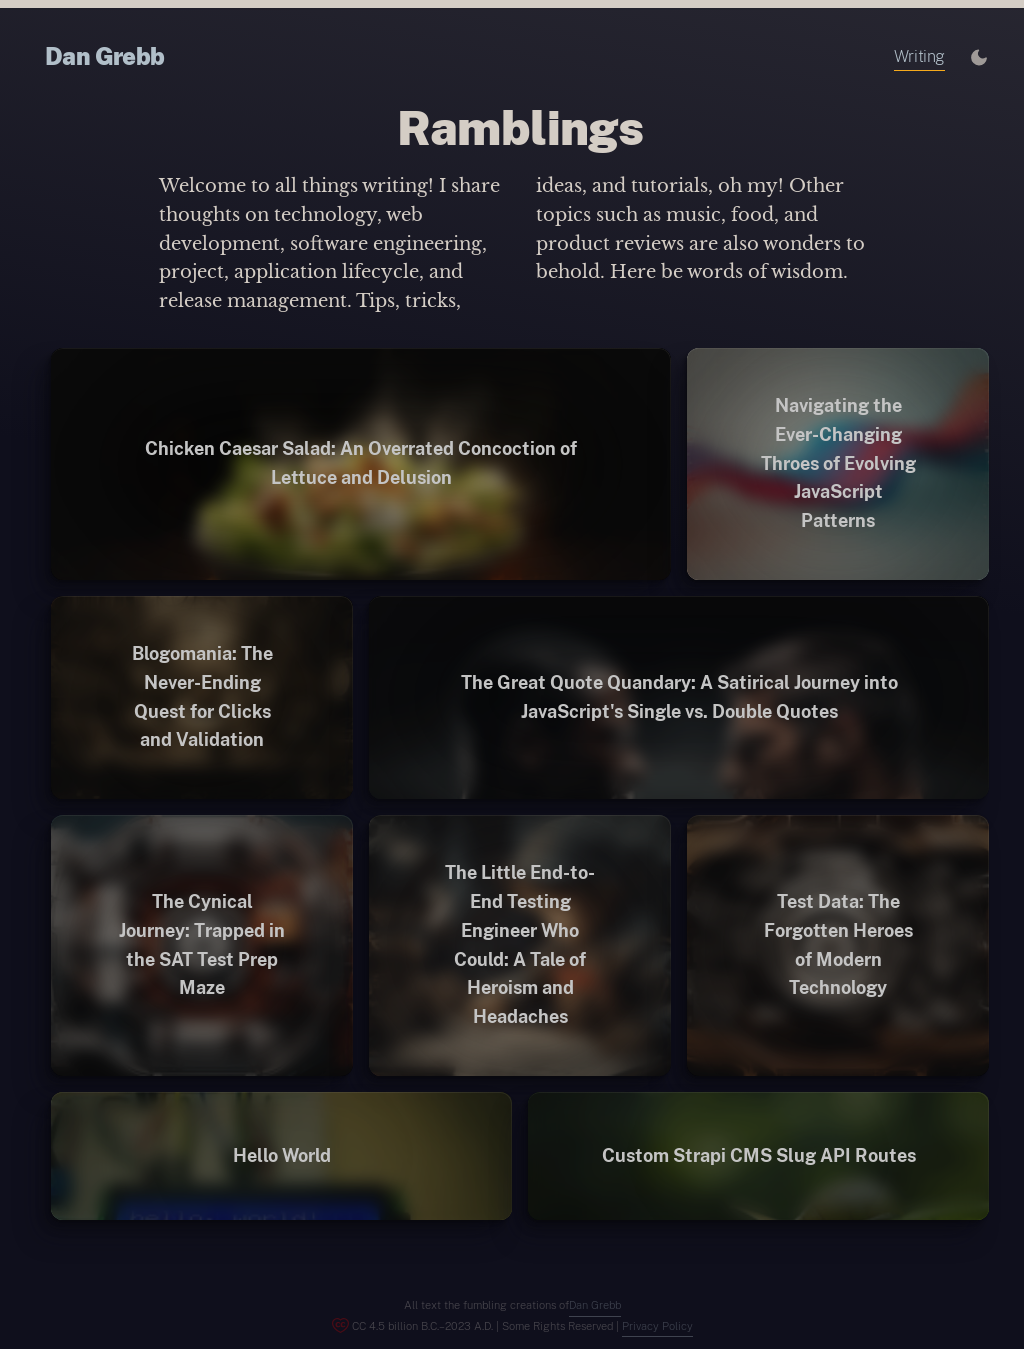 Dan Grebb
Writing
Ramblings
Welcome to all things writing! I share
thoughts on technology, web
development, software engineering,
project, application lifecycle, and
release management. Tips, tricks,
ideas, and tutorials, oh my! Other
topics such as music, food, and
product reviews are also wonders to
behold. Here be words of wisdom.
Chicken Caesar Salad: An Overrated Concoction of
Lettuce and Delusion
Navigating the
Ever-Changing
Throes of Evolving
JavaScript
Patterns
Blogomania: The
Never-Ending
Quest for Clicks
and Validation
The Great Quote Quandary: A Satirical Journey into
JavaScript's Single vs. Double Quotes
The Cynical
Journey: Trapped in
the SAT Test Prep
Maze
The Little End-to-
End Testing
Engineer Who
Could: A Tale of
Heroism and
Headaches
Test Data: The
Forgotten Heroes
of Modern
Technology
Hello World
Custom Strapi CMS Slug API Routes
All text the fumbling creations ofDan Grebb
CC 4.5 billion B.C.–2023 A.D. | Some Rights Reserved | Privacy Policy